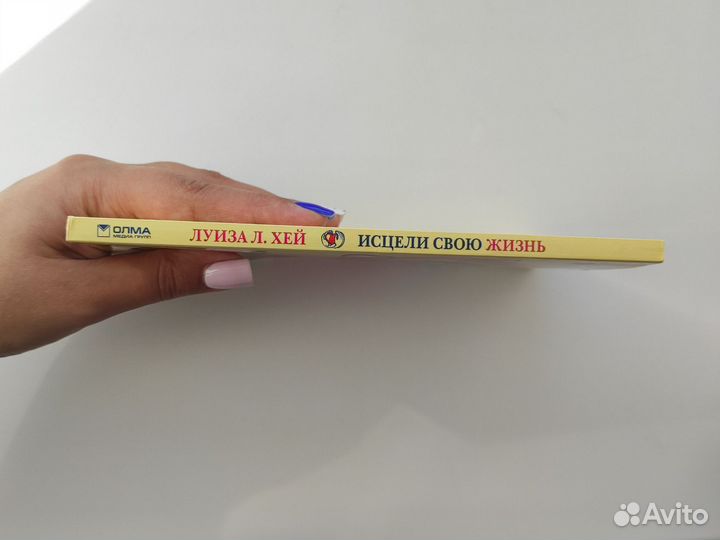 ОЛМА
МЕДИА ГРУПП
ЛУИЗА Л. ХЕЙ
ИСЦЕЛИ СВОЮ ЖИЗНЬ
Avito